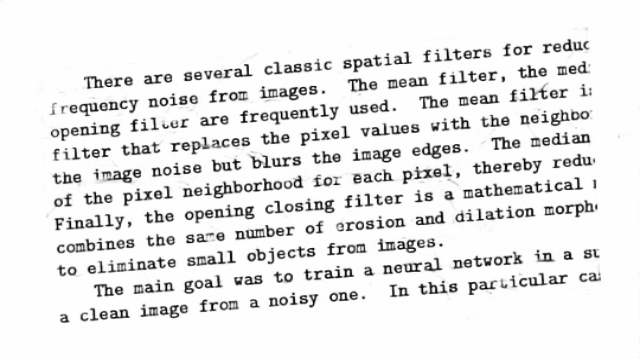 There are several classic spatial filters for reduc
frequency noise from images. The mean filter, the med
opening filter are frequently used. The mean filter i
filter that replaces the pixel values with the neighbo
the image noise but blurs the image edges. The median
of the pixel neighborhood for each pixel, thereby redu
Finally, the opening closing filter is a mathematical
combines the same number of erosion and dilation morph
to eliminate small objects from images.
The main goal was to train a neural network in a su
a clean image from a noisy one. In this particular ca